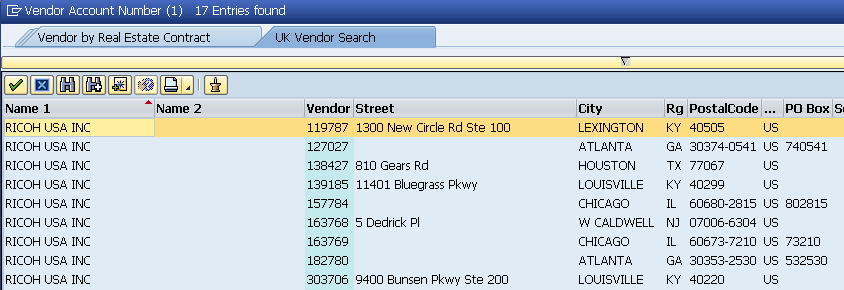 Vendor Account Number (1) 17 Entries found
Vendor by Real Estate Contract UK Vendor Search
Name 1 Name 2 Vendor Street City Rg PostalCode ... PO Box
RICOH USA INC 119787 1300 New Circle Rd Ste 100 LEXINGTON KY 40505 US
RICOH USA INC 127027 ATLANTA GA 30374-0541 US 740541
RICOH USA INC 138427 810 Gears Rd HOUSTON TX 77067 US
RICOH USA INC 139185 11401 Bluegrass Pkwy LOUISVILLE KY 40299 US
RICOH USA INC 157784 CHICAGO IL 60680-2815 US 802815
RICOH USA INC 163768 5 Dedrick Pl W CALDWELL NJ 07006-6304 US
RICOH USA INC 163769 CHICAGO IL 60673-7210 US 73210
RICOH USA INC 182780 ATLANTA GA 30353-2530 US 532530
RICOH USA INC 303706 9400 Bunsen Pkwy Ste 200 LOUISVILLE KY 40220 US